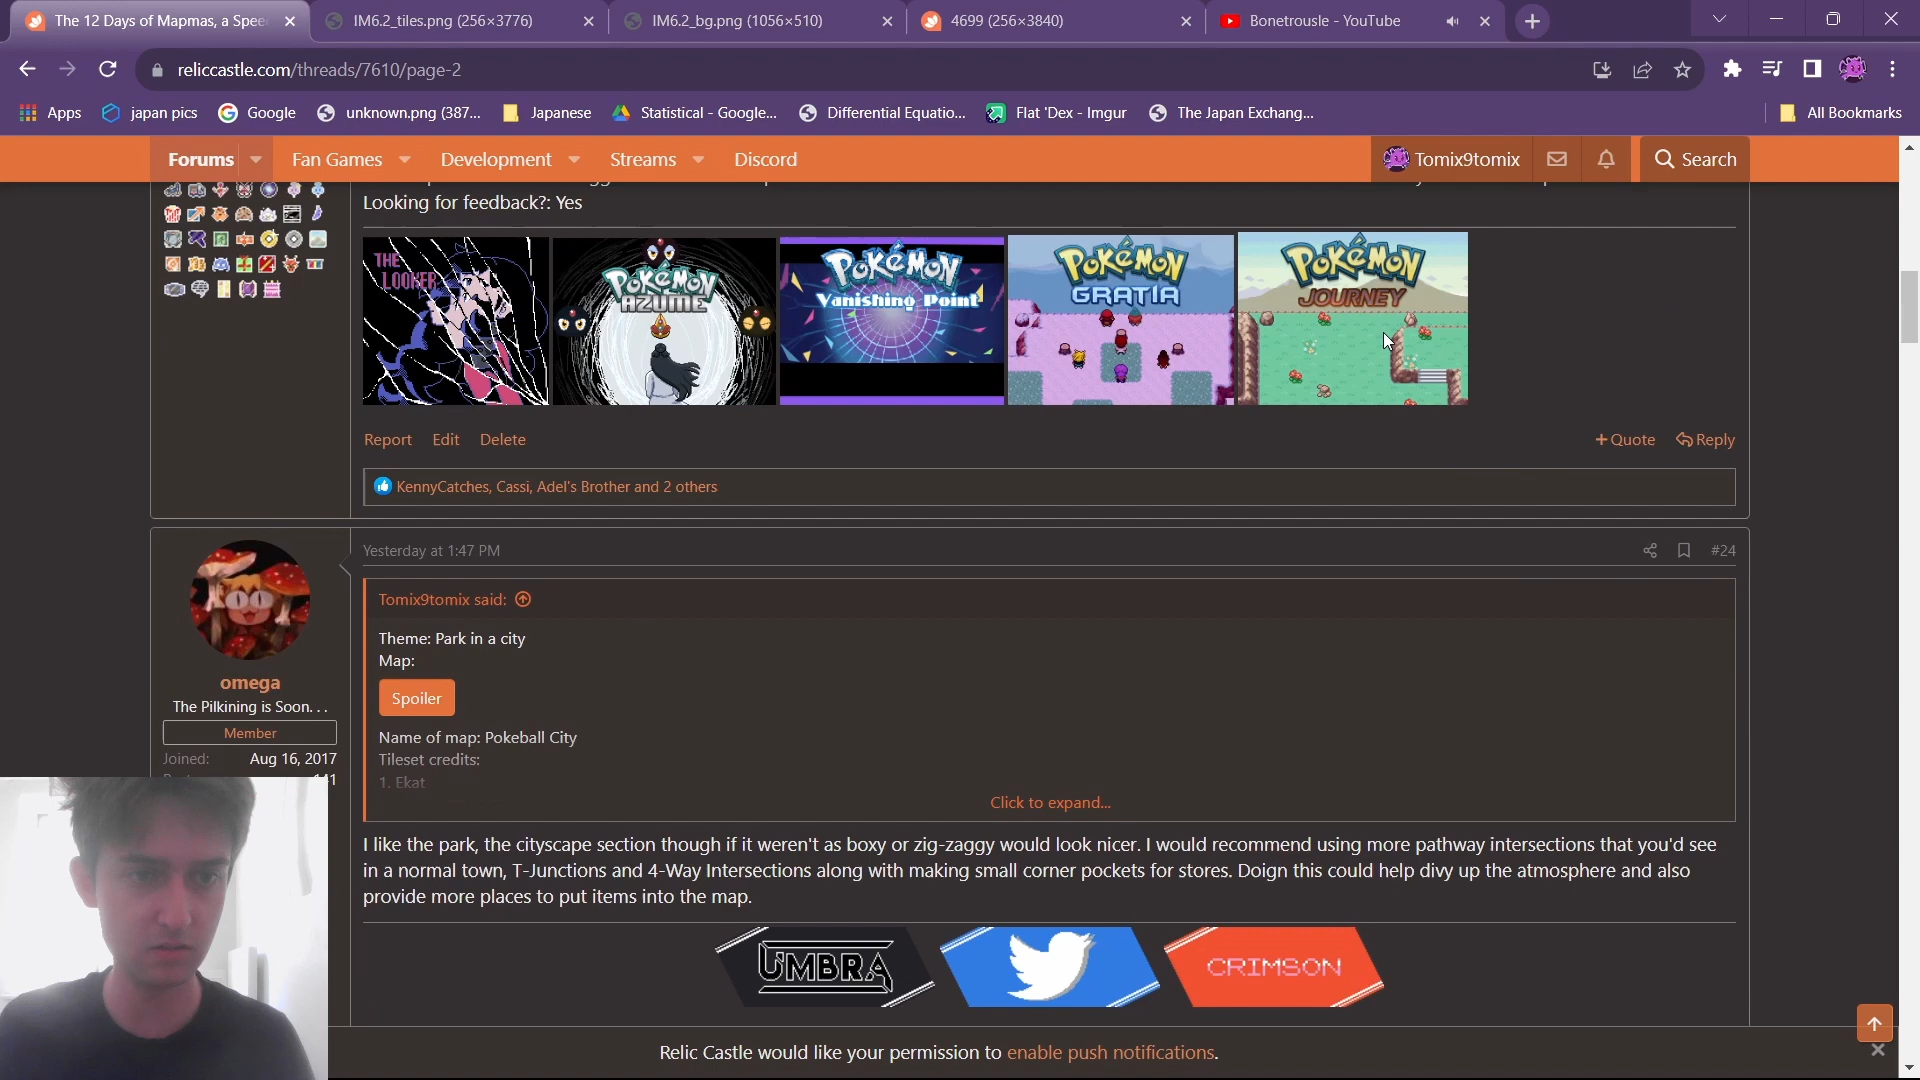 The 12 Days of Mapmas, a Spee
IM6.2_tiles.png (256×3776)
IM6.2_bg.png (1056×510)
4699 (256×3840)
Bonetrousle - YouTube
reliccastle.com/threads/7610/page-2
Apps
japan pics
Google
unknown.png (387...
Japanese
Statistical - Google...
Differential Equatio...
Flat 'Dex - Imgur
The Japan Exchang...
All Bookmarks
Forums
Fan Games
Development
Streams
Discord
Tomix9tomix
Search
Looking for feedback?: Yes
THE LOOKER
POKéMON AZUME
POKéMON Vanishing Point
POKéMON GRATIA
POKéMON JOURNEY
Report Edit Delete
+Quote Reply
KennyCatches, Cassi, Adel's Brother and 2 others
Yesterday at 1:47 PM
#24
Tomix9tomix said:
Theme: Park in a city
Map:
Spoiler
Name of map: Pokeball City
Tileset credits:
1. Ekat
Click to expand...
omega
The Pilkining is Soon. . .
Member
Joined: Aug 16, 2017
I like the park, the cityscape section though if it weren't as boxy or zig-zaggy would look nicer. I would recommend using more pathway intersections that you'd see
in a normal town, T-Junctions and 4-Way Intersections along with making small corner pockets for stores. Doign this could help divy up the atmosphere and also
provide more places to put items into the map.
UMBRA
CRIMSON
Relic Castle would like your permission to enable push notifications.